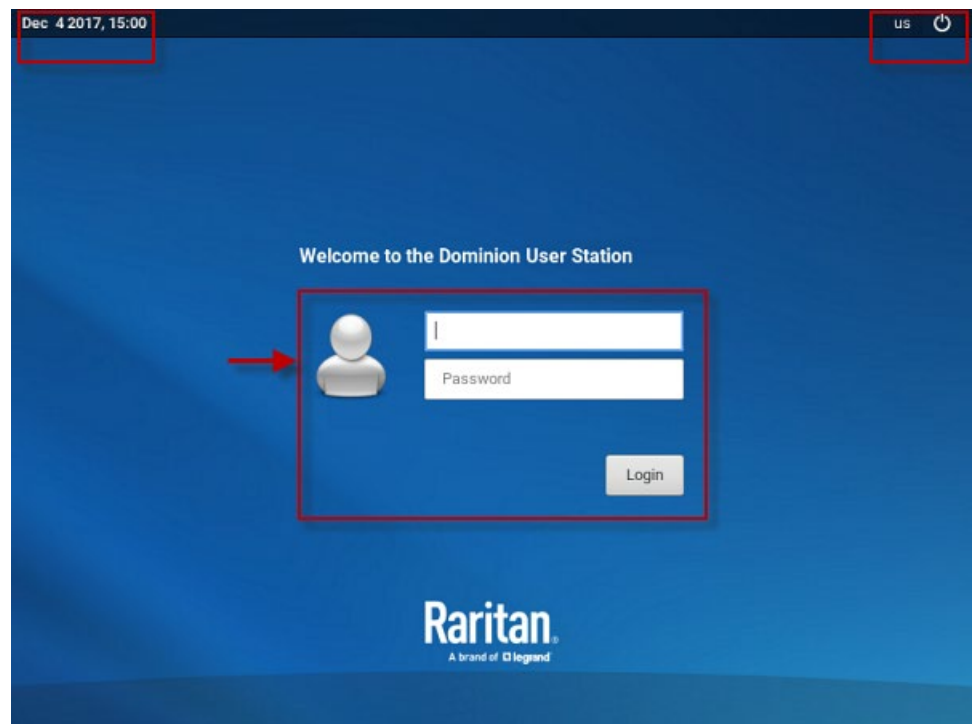 Dec 4 2017, 15:00
us
Welcome to the Dominion User Station
Password
Login
Raritan®
A brand of legrand